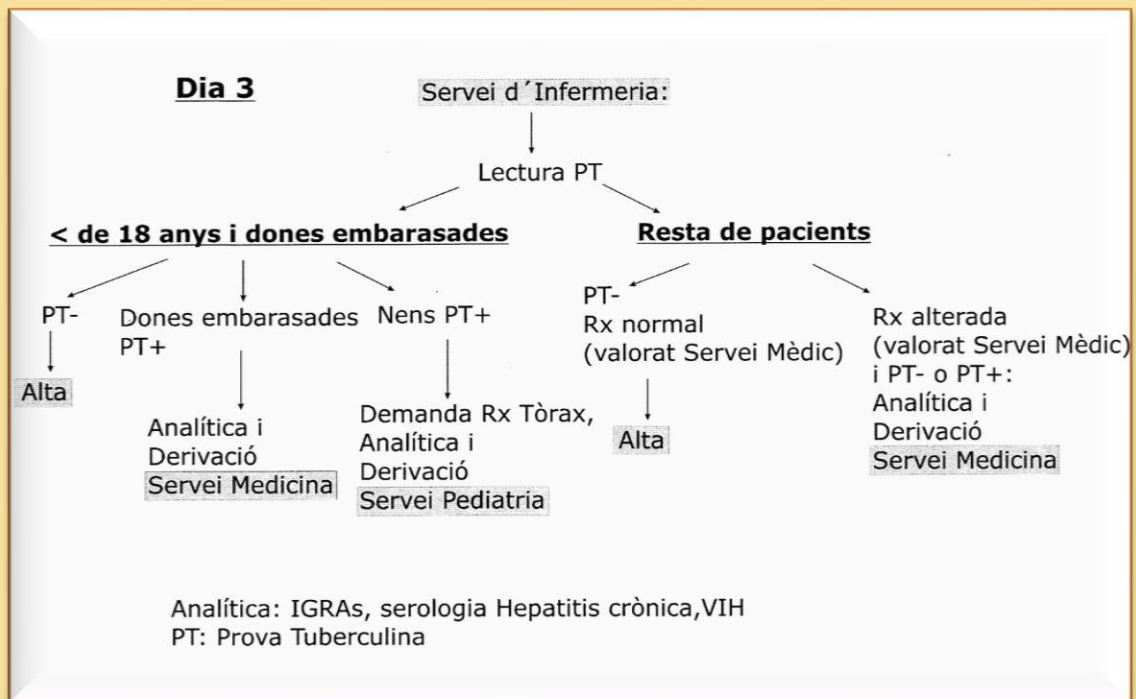 Dia 3
Servei d´Infermeria:
Lectura PT
< de 18 anys i dones embarasades
Resta de pacients
PT-
Alta
Dones embarasades
PT+
Analítica i
Derivació
Servei Medicina
Nens PT+
Demanda Rx Tòrax,
Analítica i
Derivació
Servei Pediatria
PT-
Rx normal
(valorat Servei Mèdic)
Alta
Rx alterada
(valorat Servei Mèdic)
i PT- o PT+:
Analítica i
Derivació
Servei Medicina
Analítica: IGRAs, serologia Hepatitis crònica,VIH
PT: Prova Tuberculina